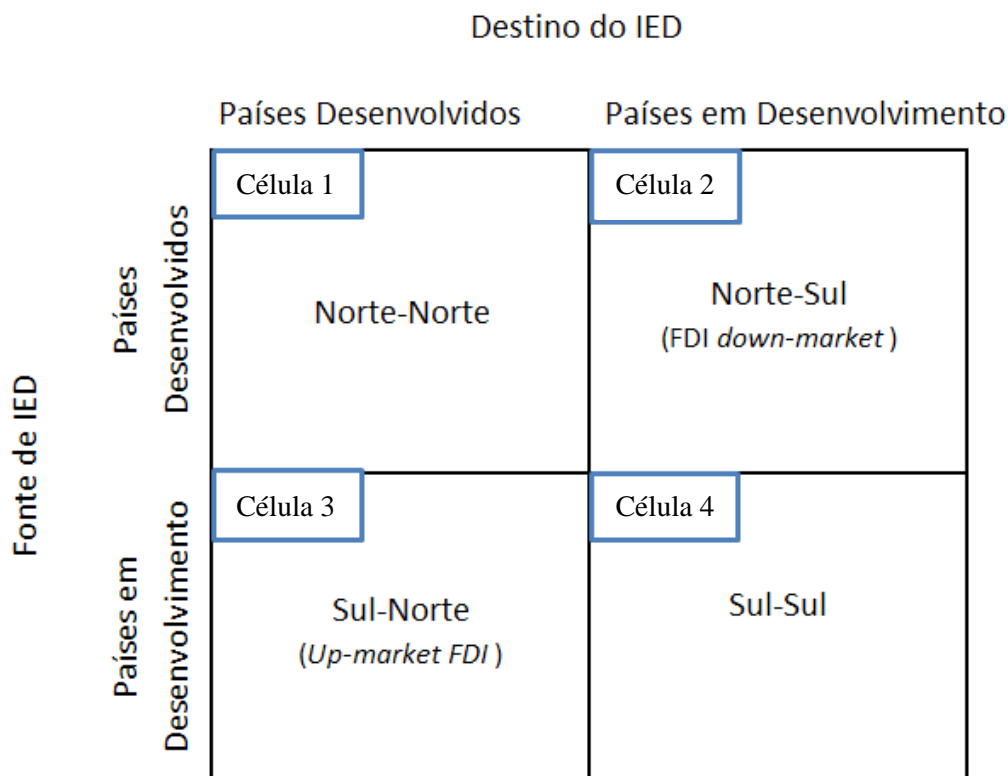 Destino do IED
Países Desenvolvidos
Países em Desenvolvimento
Fonte de IED
Países
Desenvolvidos
Célula 1
Norte-Norte
Célula 2
Norte-Sul
(FDI down-market )
Países em
Desenvolvimento
Célula 3
Sul-Norte
(Up-market FDI )
Célula 4
Sul-Sul